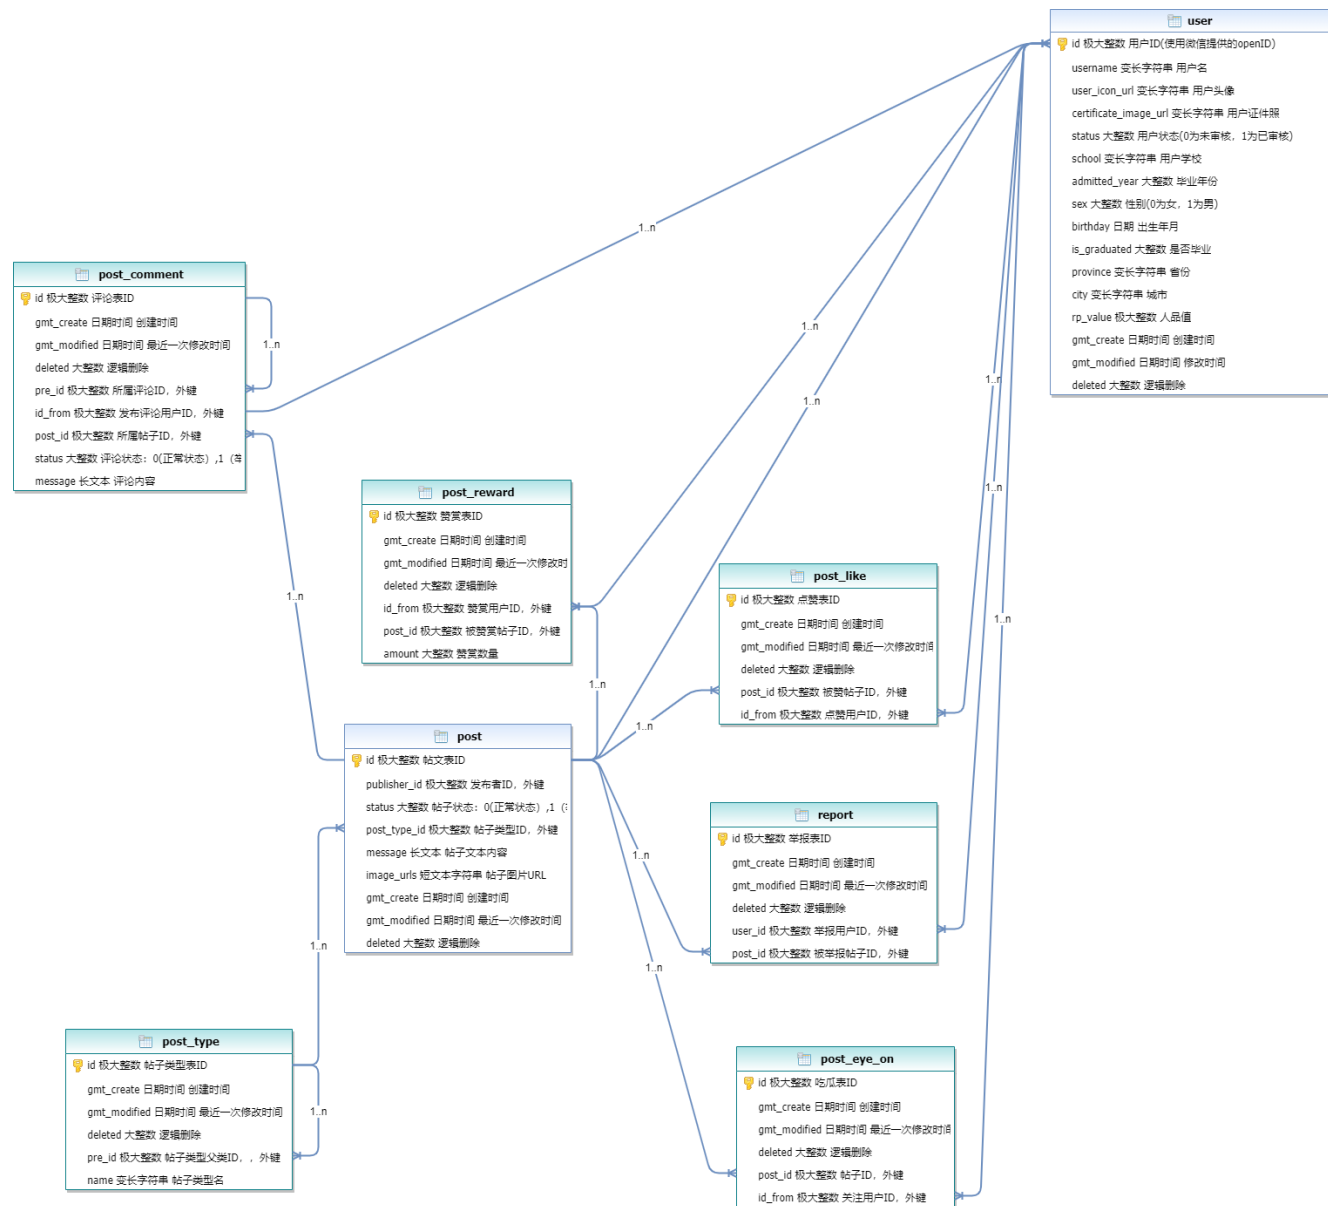 user
id 极大整数 用户ID(使用微信提供的openID)
username 变长字符串 用户名
user_icon_url 变长字符串 用户头像
certificate_image_url 变长字符串 用户证件照
status 大整数 用户状态(0为未审核，1为已审核)
school 变长字符串 用户学校
admitted_year 大整数 毕业年份
sex 大整数 性别(0为女，1为男)
birthday 日期 出生年月
is_graduated 大整数 是否毕业
province 变长字符串 省份
city 变长字符串 城市
rp_value 极大整数 人品值
gmt_create 日期时间 创建时间
gmt_modified 日期时间 修改时间
deleted 大整数 逻辑删除
1..n
post_comment
id 极大整数 评论表ID
gmt_create 日期时间 创建时间
gmt_modified 日期时间 最近一次修改时间
deleted 大整数 逻辑删除
pre_id 极大整数 所属评论ID，外键
id_from 极大整数 发布评论用户ID，外键
post_id 极大整数 所属帖子ID，外键
status 大整数 评论状态：0(正常状态）,1（
message 长文本 评论内容
1..n
1..n
1..n
1..n
1..n
1..n
post_reward
id 极大整数 赞赏表ID
gmt_create 日期时间 创建时间
gmt_modified 日期时间 最近一次修改时
deleted 大整数 逻辑删除
id_from 极大整数 赞赏用户ID，外键
post_id 极大整数 被赞赏帖子ID，外键
amount 大整数 赞赏数量
post_like
id 极大整数 点赞表ID
gmt_create 日期时间 创建时间
gmt_modified 日期时间 最近一次修改时间
deleted 大整数 逻辑删除
post_id 极大整数 被赞帖子ID，外键
id_from 极大整数 点赞用户ID，外键
1..n
1..n
1..n
post
id 极大整数 帖文表ID
publisher_id 极大整数 发布者ID，外键
status 大整数 帖子状态：0(正常状态）,1（
post_type_id 极大整数 帖子类型ID，外键
message 长文本 帖子文本内容
image_urls 短文本字符串 帖子图片URL
gmt_create 日期时间 创建时间
gmt_modified 日期时间 最近一次修改时间
deleted 大整数 逻辑删除
report
id 极大整数 举报表ID
gmt_create 日期时间 创建时间
gmt_modified 日期时间 最近一次修改时间
deleted 大整数 逻辑删除
user_id 极大整数 举报用户ID，外键
post_id 极大整数 被举报帖子ID，外键
1..n
1..n
1..n
post_type
id 极大整数 帖子类型表ID
gmt_create 日期时间 创建时间
gmt_modified 日期时间 最近一次修改时间
deleted 大整数 逻辑删除
pre_id 极大整数 帖子类型父类ID，，外键
name 变长字符串 帖子类型名
1..n
post_eye_on
id 极大整数 吃瓜表ID
gmt_create 日期时间 创建时间
gmt_modified 日期时间 最近一次修改时间
deleted 大整数 逻辑删除
post_id 极大整数 帖子ID，外键
id_from 极大整数 关注用户ID，外键